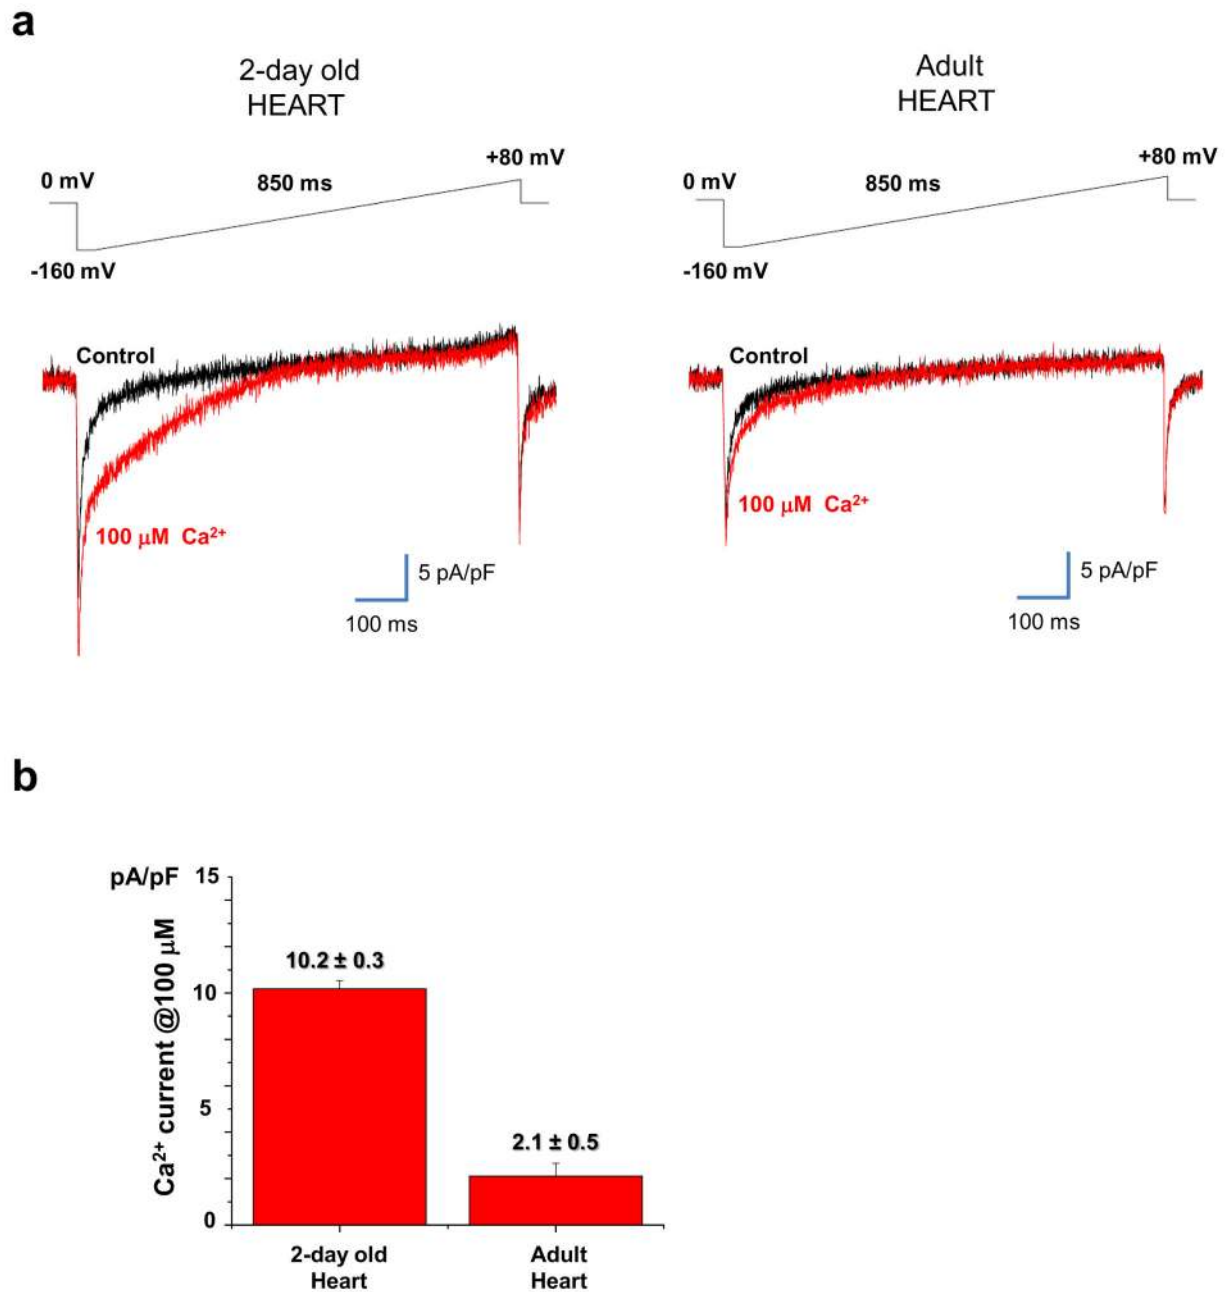 a
2-day old
HEART
0 mV
850 ms
+80 mV
-160 mV
Control
100 μM Ca²⁺
5 pA/pF
100 ms
Adult
HEART
0 mV
850 ms
+80 mV
-160 mV
Control
100 μM Ca²⁺
5 pA/pF
100 ms
b
pA/pF
Ca²⁺ current @100 μM
15
10
5
0
10.2 ± 0.3
2.1 ± 0.5
2-day old
Heart
Adult
Heart